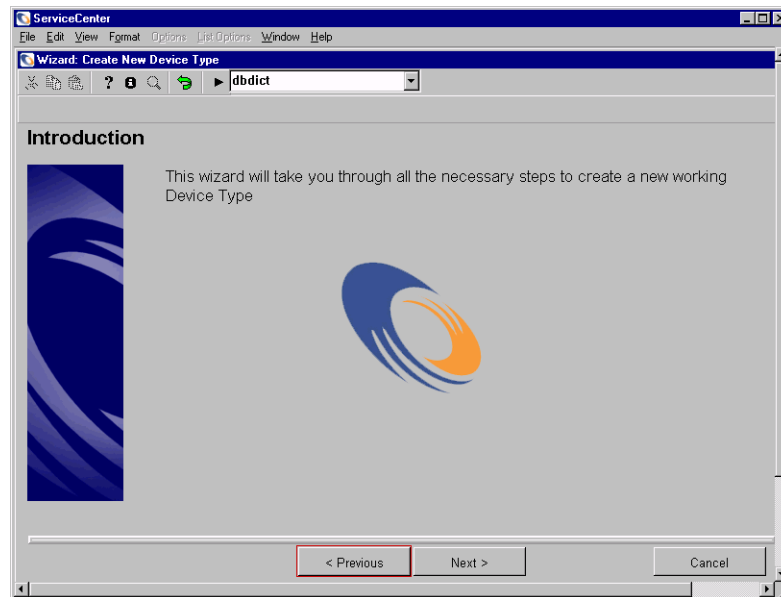 ServiceCenter
File Edit View Format Options List Options Window Help
Wizard: Create New Device Type
dbdict
Introduction
This wizard will take you through all the necessary steps to create a new working
Device Type
< Previous Next > Cancel